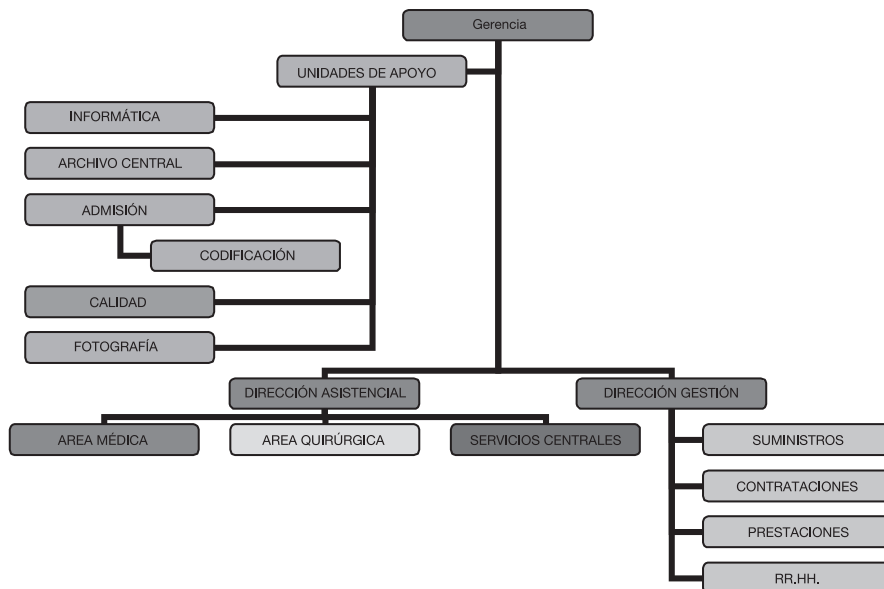 Gerencia
UNIDADES DE APOYO
INFORMÁTICA
ARCHIVO CENTRAL
ADMISIÓN
CODIFICACIÓN
CALIDAD
FOTOGRAFÍA
DIRECCIÓN ASISTENCIAL
DIRECCIÓN GESTIÓN
AREA MÉDICA
AREA QUIRÚRGICA
SERVICIOS CENTRALES
SUMINISTROS
CONTRATACIONES
PRESTACIONES
RR.HH.